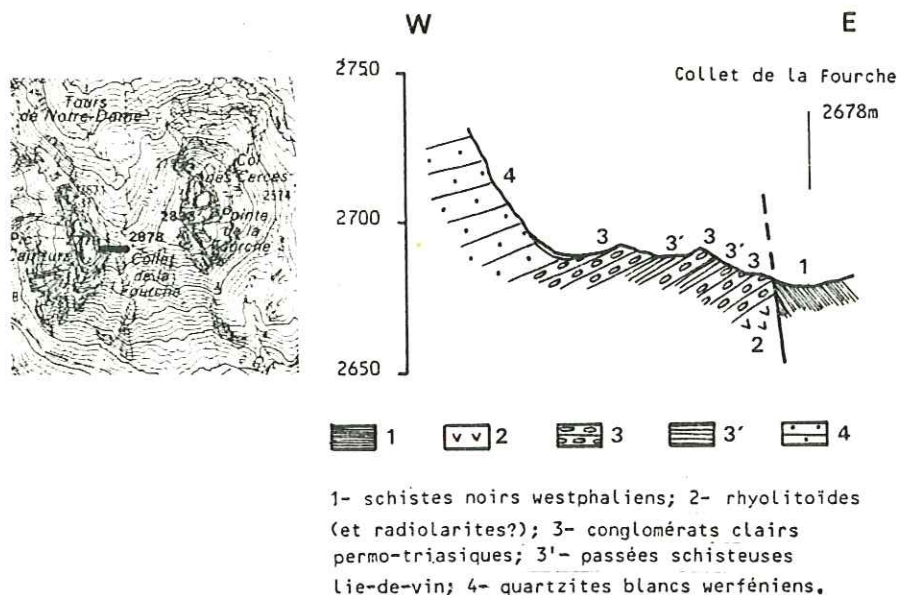 W
E
2750
2700
2650
Collet de la Fourche
2678m
4
3
3'
3
3'
3
1
2
Tours
de Notre-Dame
Col
des Cerces
2514
Pointe
de la
Fourche
2878
Collet
de la
Fourche
1
2
3
3'
4
1- schistes noirs westphaliens; 2- rhyolitoïdes
(et radiolarites?); 3- conglomérats clairs
permo-triasiques; 3'- passées schisteuses
lie-de-vin; 4- quartzites blancs werféniens.